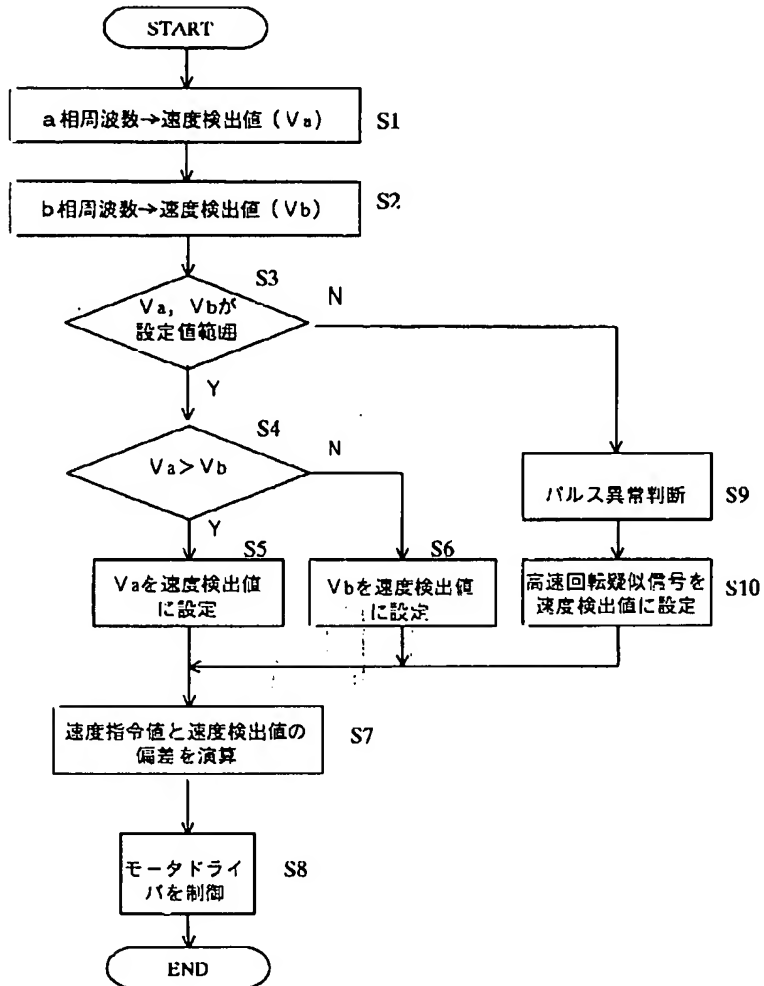 START
a相周波数→速度検出値（Va）
S1
b相周波数→速度検出値（Vb）
S2
S3
Va，Vbが
設定値範囲
N
Y
S4
Va＞Vb
N
Y
パルス異常判断
S9
S5
Vaを速度検出値
に設定
S6
Vbを速度検出値
に設定
高速回転疑似信号を
速度検出値に設定
S10
速度指令値と速度検出値の
偏差を演算
S7
モータドライ
バを制御
S8
END